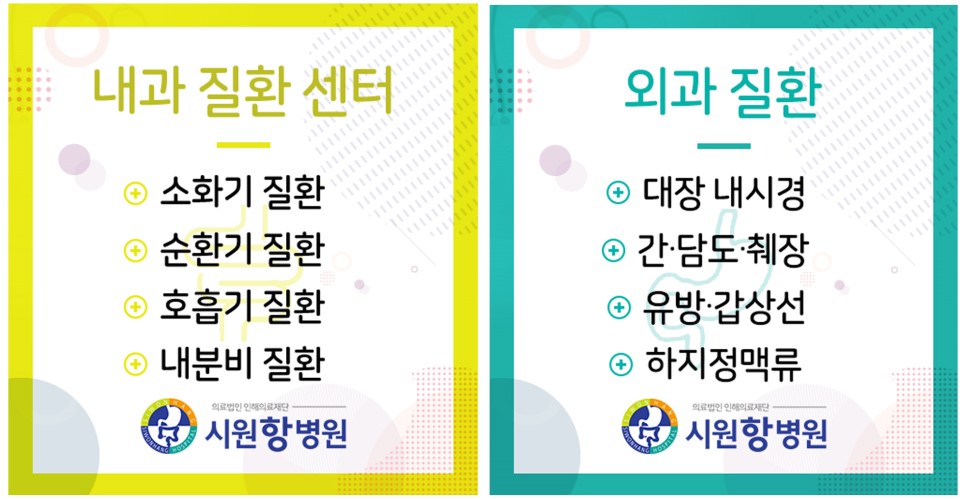 내과 질환 센터
소화기 질환
순환기 질환
호흡기 질환
내분비 질환
의료법인 인해의료재단
시원항병원
외과 질환
대장 내시경
간·담도·췌장
유방·갑상선
하지정맥류
의료법인 인해의료재단
시원항병원